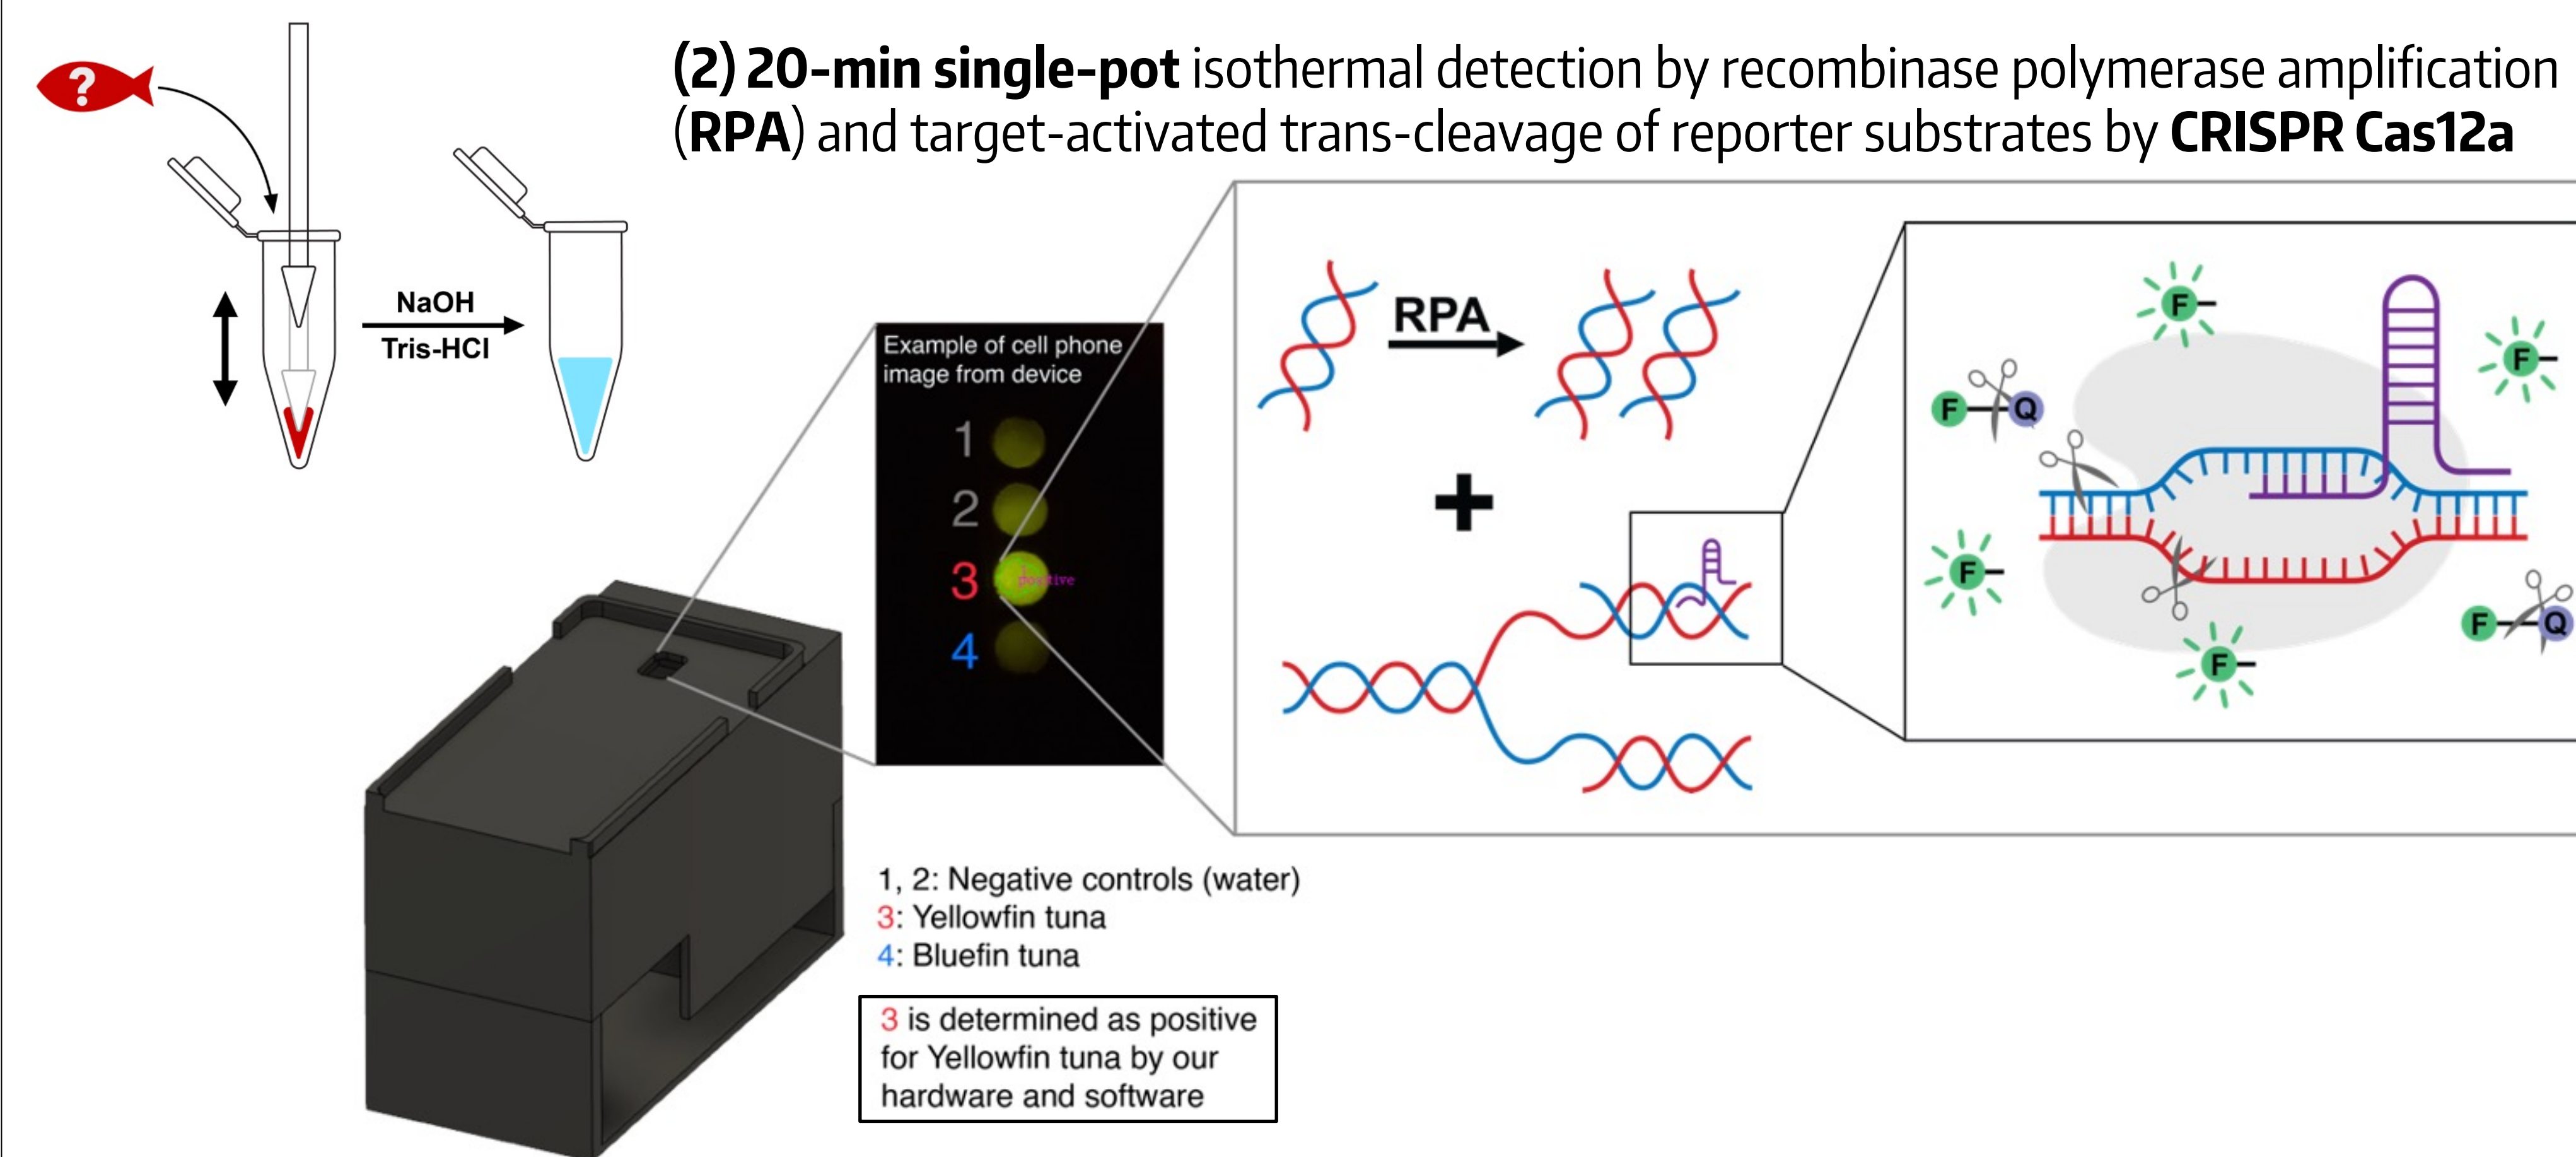 (2) 20-min single-pot isothermal detection by recombinase polymerase amplification
(RPA) and target-activated trans-cleavage of reporter substrates by CRISPR Cas12a
?
NaOH
Tris-HCl
Example of cell phone
image from device
1
2
3 positive
4
RPA
+
F
F
F Q
F
F
F Q
1, 2: Negative controls (water)
3: Yellowfin tuna
4: Bluefin tuna
3 is determined as positive
for Yellowfin tuna by our
hardware and software